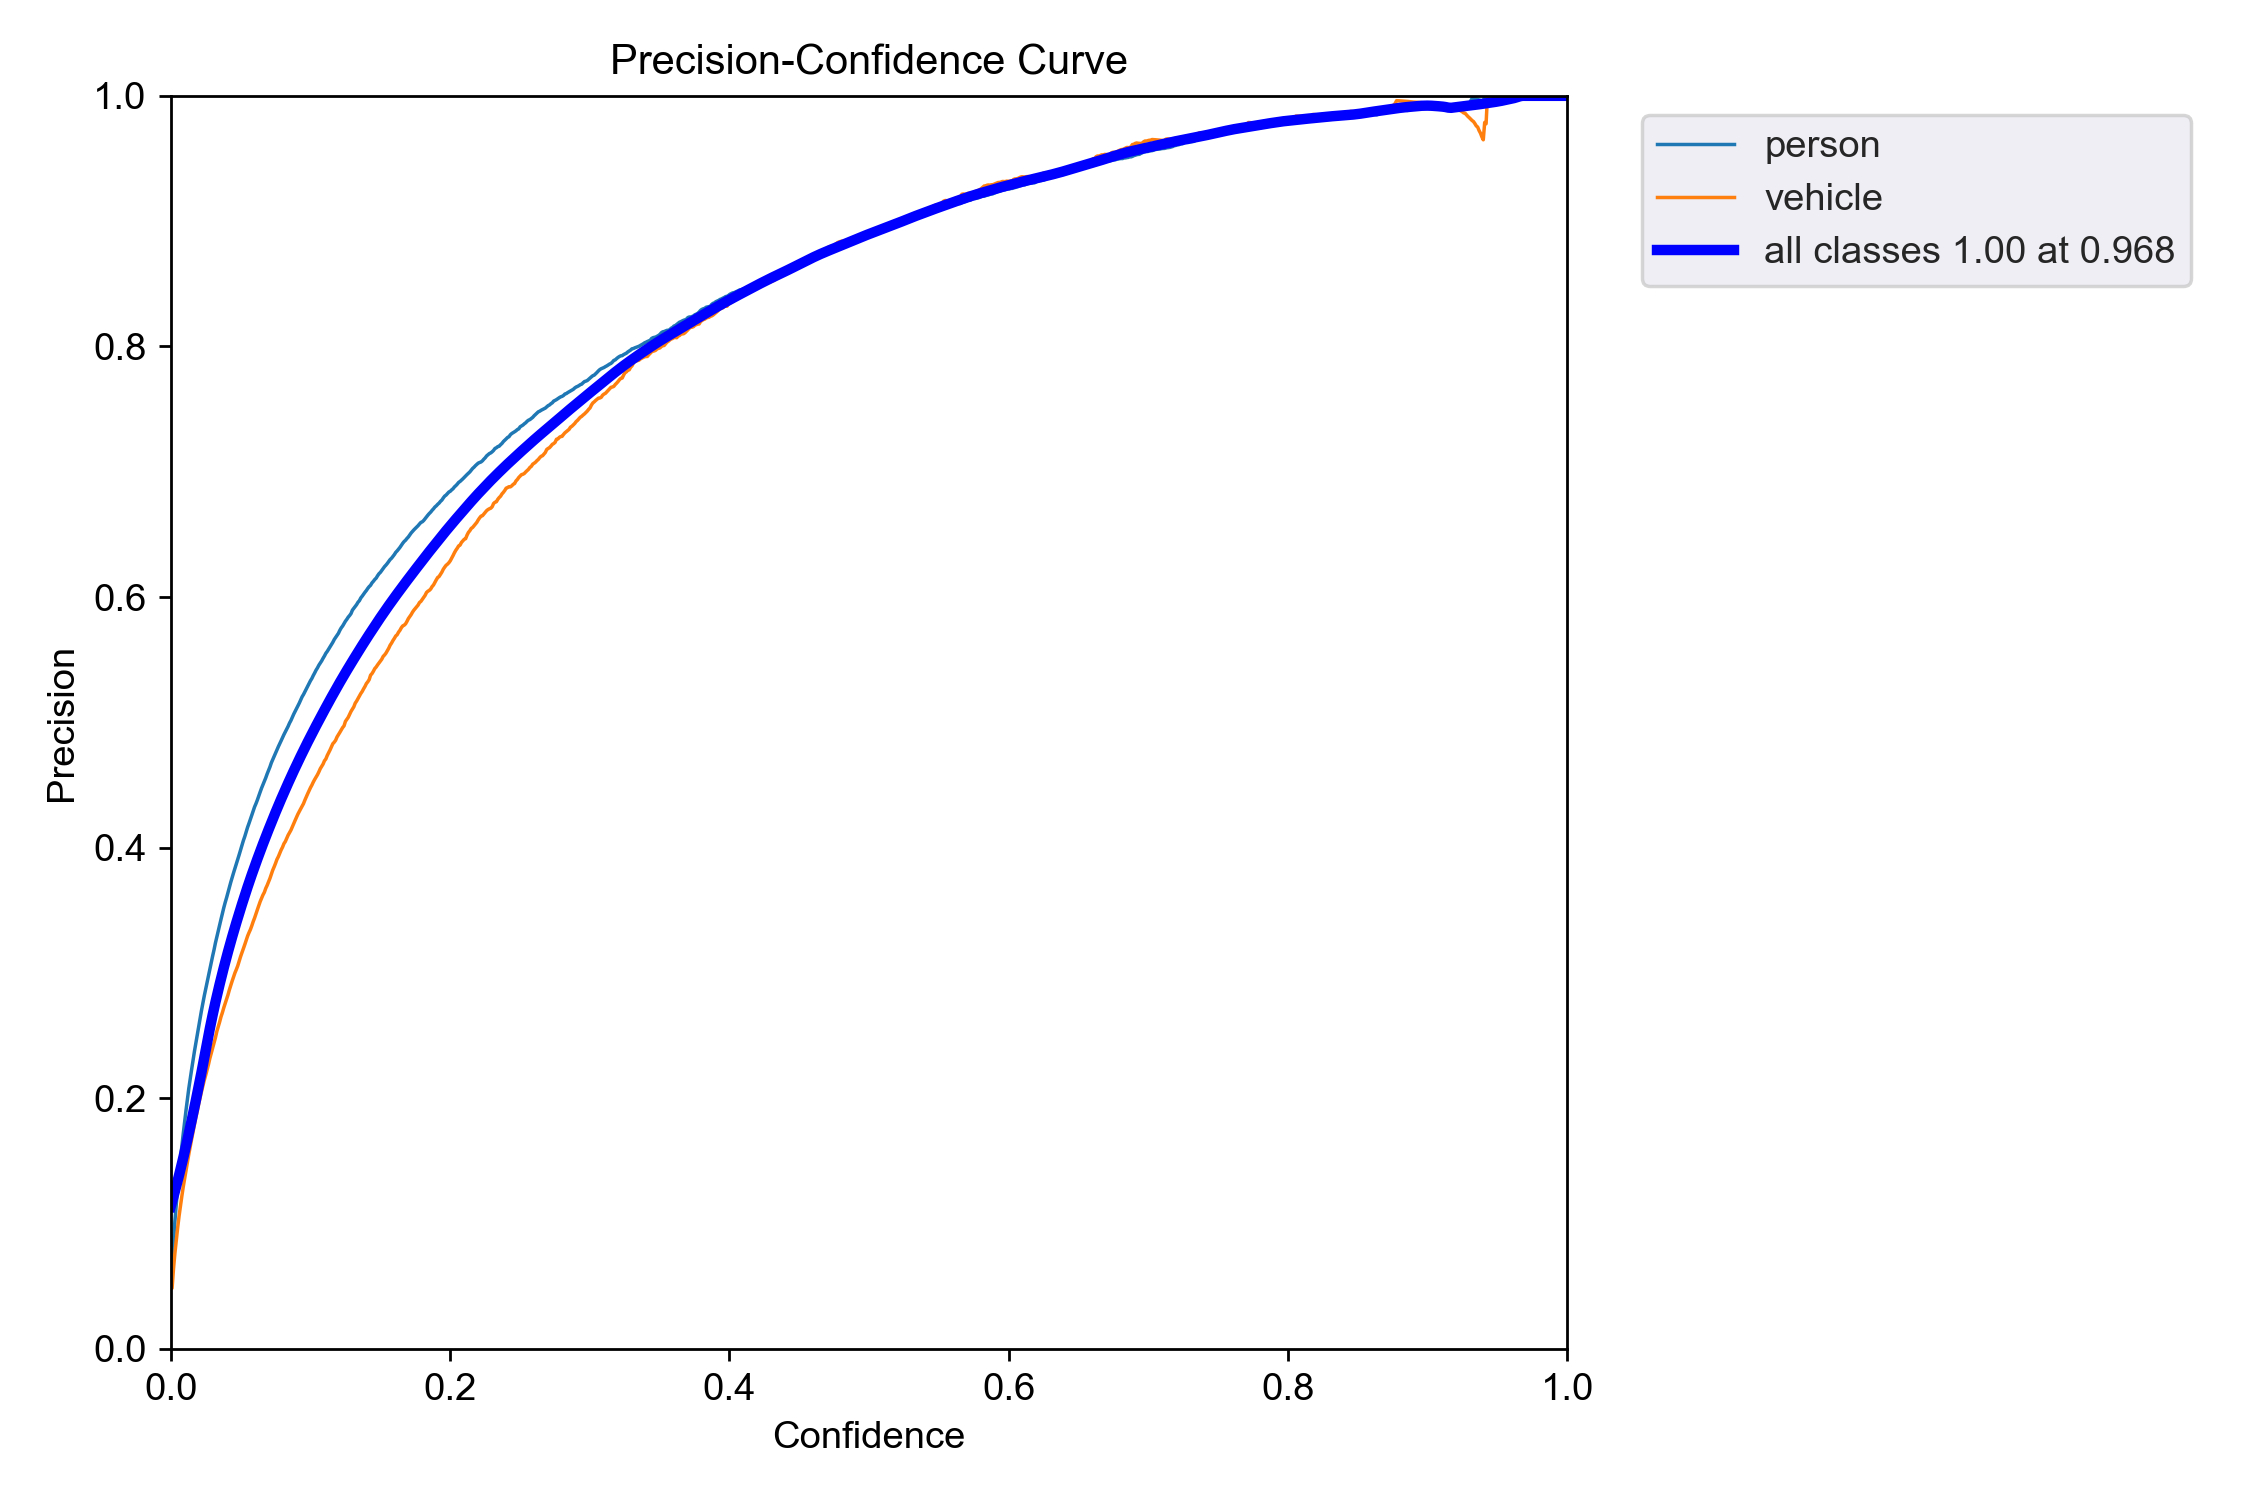 Precision-Confidence Curve
1.0
0.8
0.6
0.4
0.2
0.0
Precision
0.0 0.2 0.4 0.6 0.8 1.0
Confidence
person
vehicle
all classes 1.00 at 0.968